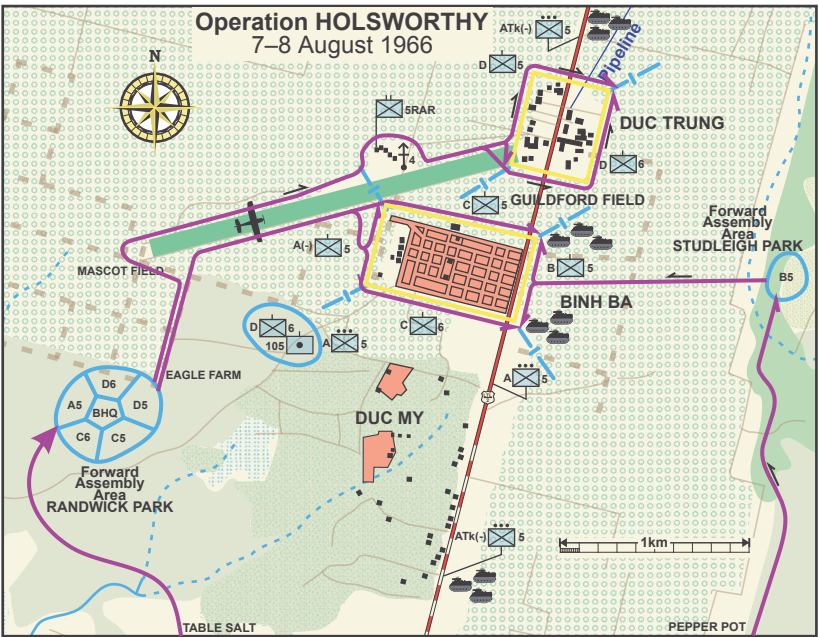 Operation HOLSWORTHY
7–8 August 1966
N
ATk(-) 5
D 5
Pipeline
5RAR
4
DUC TRUNG
D 6
C 5
GUILDFORD FIELD
Forward
Assembly
Area
STUDLEIGH PARK
B5
A(-) 5
MASCOT FIELD
B 5
BINH BA
D 6
105
A 5
C 6
EAGLE FARM
A 5
D6
A5
BHQ
D5
C6
C5
DUC MY
Forward
Assembly
Area
RANDWICK PARK
ATk(-) 5
1km
TABLE SALT
PEPPER POT